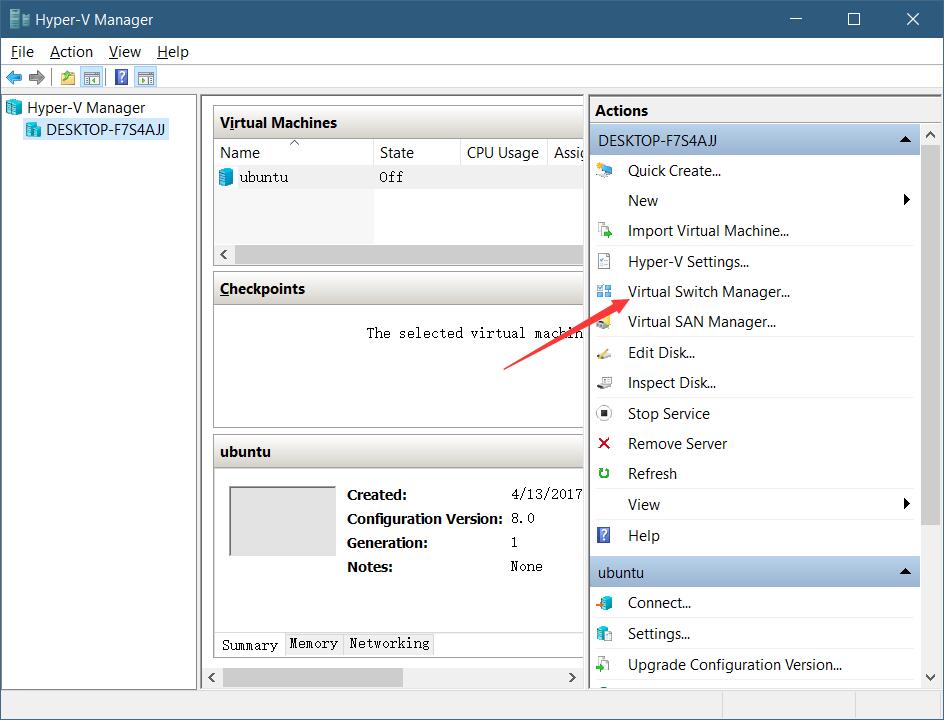 Hyper-V Manager
File Action View Help
Hyper-V Manager
DESKTOP-F7S4AJJ
Virtual Machines
Name State CPU Usage Assig
ubuntu Off
Checkpoints
The selected virtual machin
ubuntu
Created: 4/13/2017
Configuration Version: 8.0
Generation: 1
Notes: None
Summary Memory Networking
Actions
DESKTOP-F7S4AJJ
Quick Create...
New
Import Virtual Machine...
Hyper-V Settings...
Virtual Switch Manager...
Virtual SAN Manager...
Edit Disk...
Inspect Disk...
Stop Service
Remove Server
Refresh
View
Help
ubuntu
Connect...
Settings...
Upgrade Configuration Version...